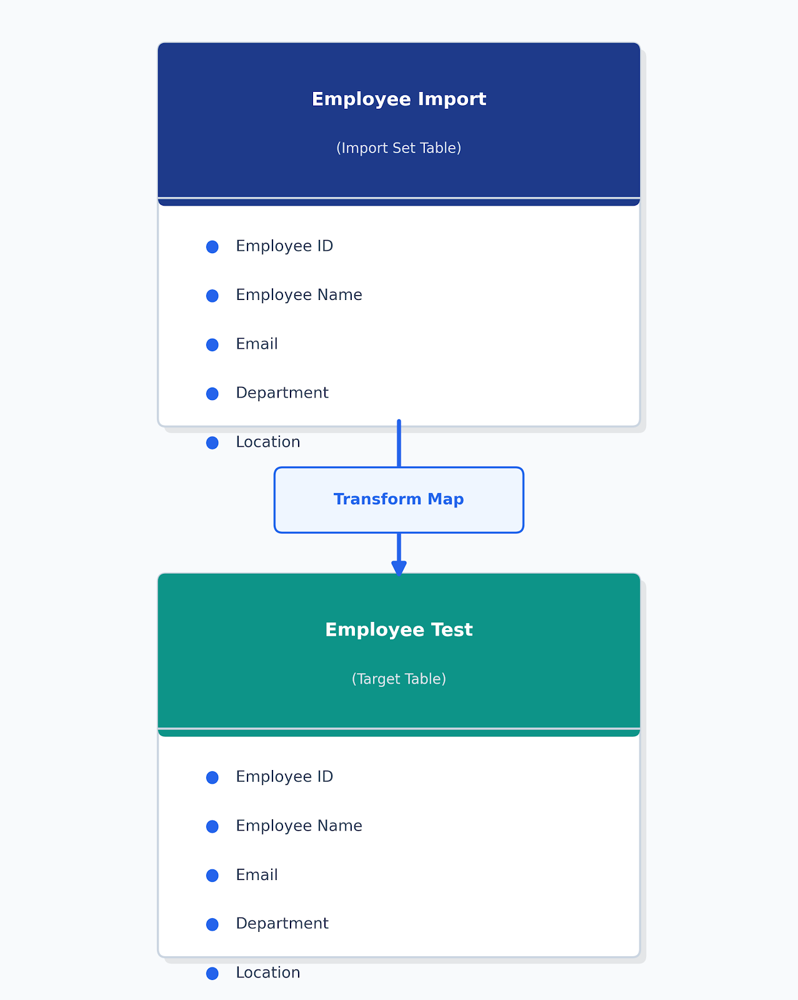 Employee Import
(Import Set Table)
Employee ID
Employee Name
Email
Department
Location
Transform Map
Employee Test
(Target Table)
Employee ID
Employee Name
Email
Department
Location